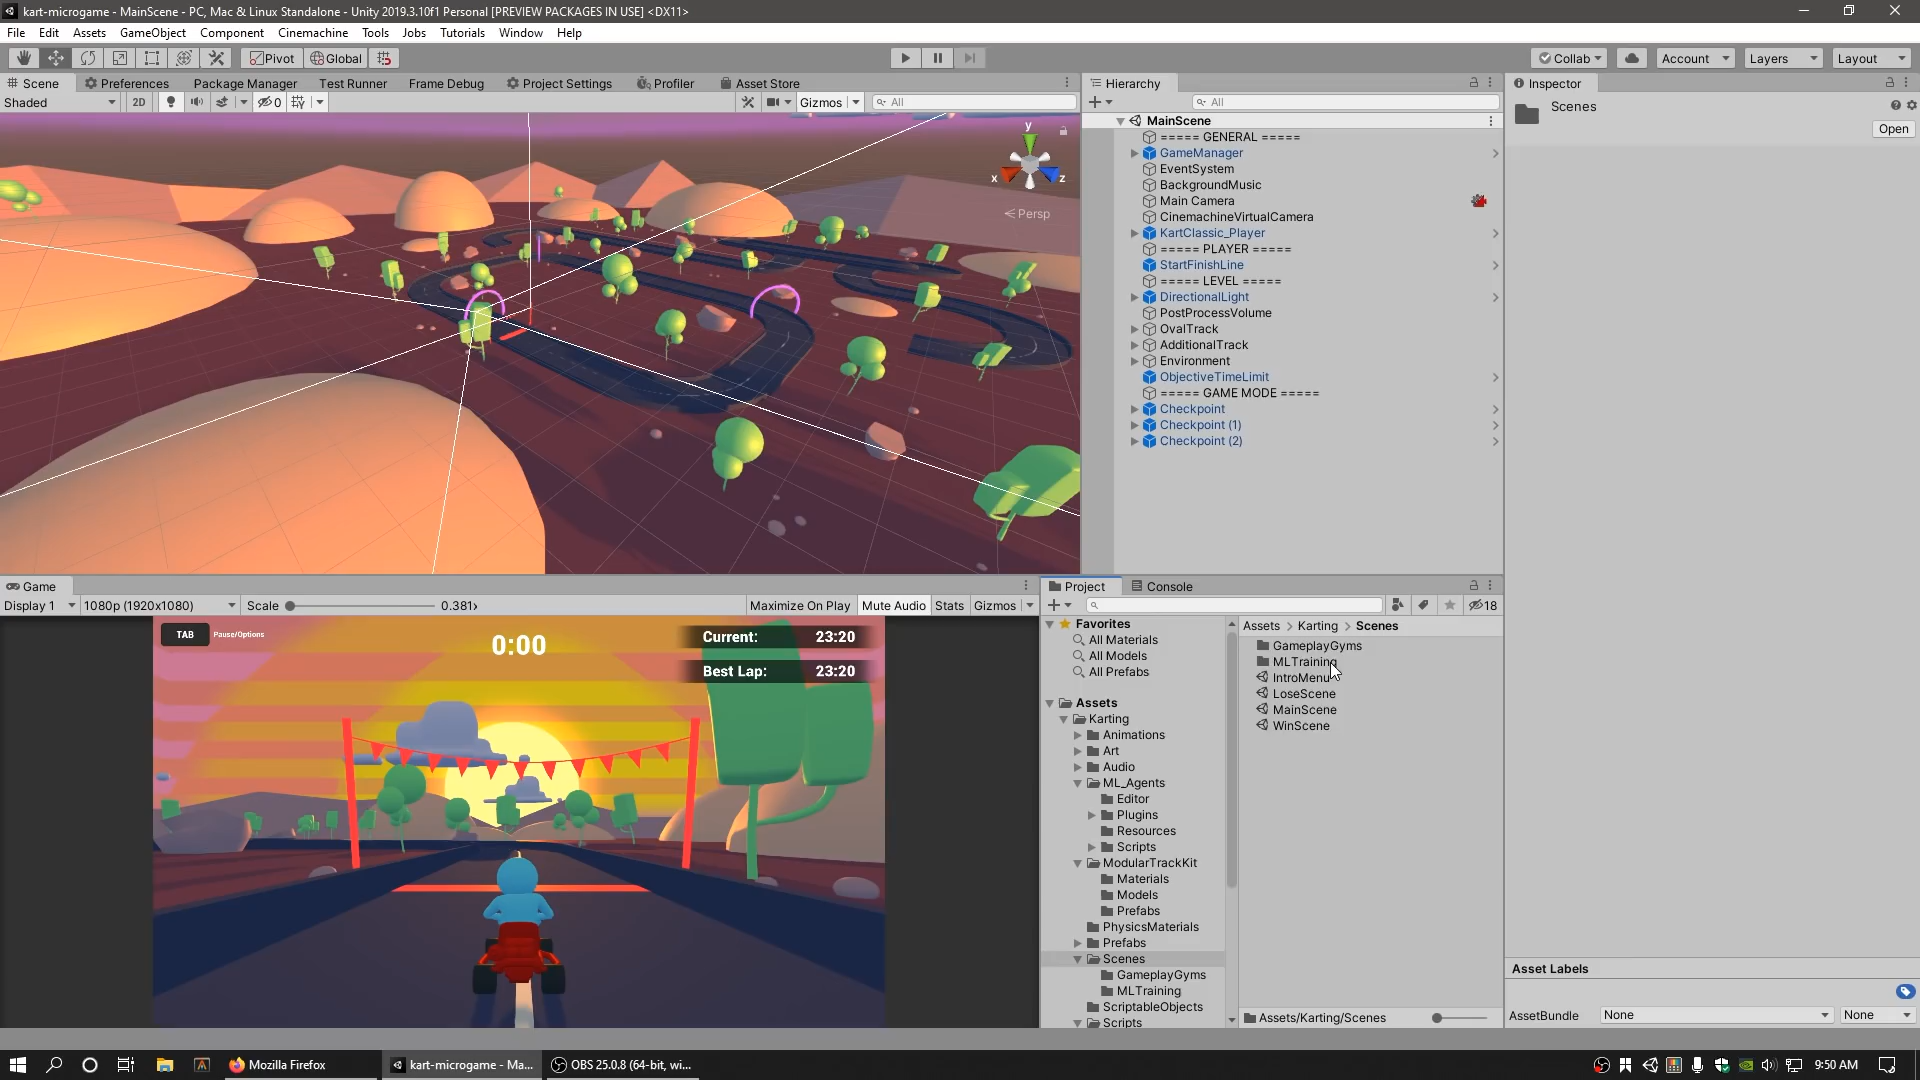 kart-microgame - MainScene - PC, Mac & Linux Standalone - Unity 2019.3.10f1 Personal [PREVIEW PACKAGES IN USE] <DX11>
File Edit Assets GameObject Component Cinemachine Tools Jobs Tutorials Window Help
Pivot Global Collab Account Layers Layout
Scene Preferences Package Manager Test Runner Frame Debug Project Settings Profiler Asset Store
Shaded 2D 0 Gizmos All
y
x z
Persp
Hierarchy
All
MainScene
===== GENERAL =====
GameManager
EventSystem
BackgroundMusic
Main Camera
CinemachineVirtualCamera
KartClassic_Player
===== PLAYER =====
StartFinishLine
===== LEVEL =====
DirectionalLight
PostProcessVolume
OvalTrack
AdditionalTrack
Environment
ObjectiveTimeLimit
===== GAME MODE =====
Checkpoint
Checkpoint (1)
Checkpoint (2)
Inspector
Scenes
Open
Game
Display 1 1080p (1920x1080) Scale 0.381x Maximize On Play Mute Audio Stats Gizmos
TAB Pause/Options
0:00
Current: 23:20
Best Lap: 23:20
Project Console
18
Favorites
All Materials
All Models
All Prefabs
Assets
Karting
Animations
Art
Audio
ML_Agents
Editor
Plugins
Resources
Scripts
ModularTrackKit
Materials
Models
Prefabs
PhysicsMaterials
Prefabs
Scenes
GameplayGyms
MLTraining
ScriptableObjects
Scripts
Assets > Karting > Scenes
GameplayGyms
MLTraining
IntroMenu
LoseScene
MainScene
WinScene
Assets/Karting/Scenes
Asset Labels
AssetBundle None None
Mozilla Firefox kart-microgame - Ma... OBS 25.0.8 (64-bit, wi... 9:50 AM